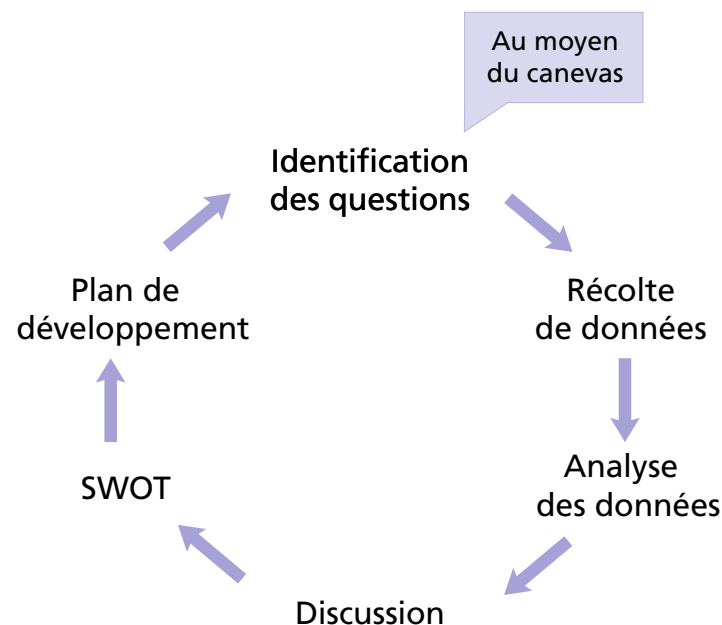 Au moyen
du canevas
Identification
des questions
Récolte
de données
Analyse
des données
Discussion
SWOT
Plan de
développement